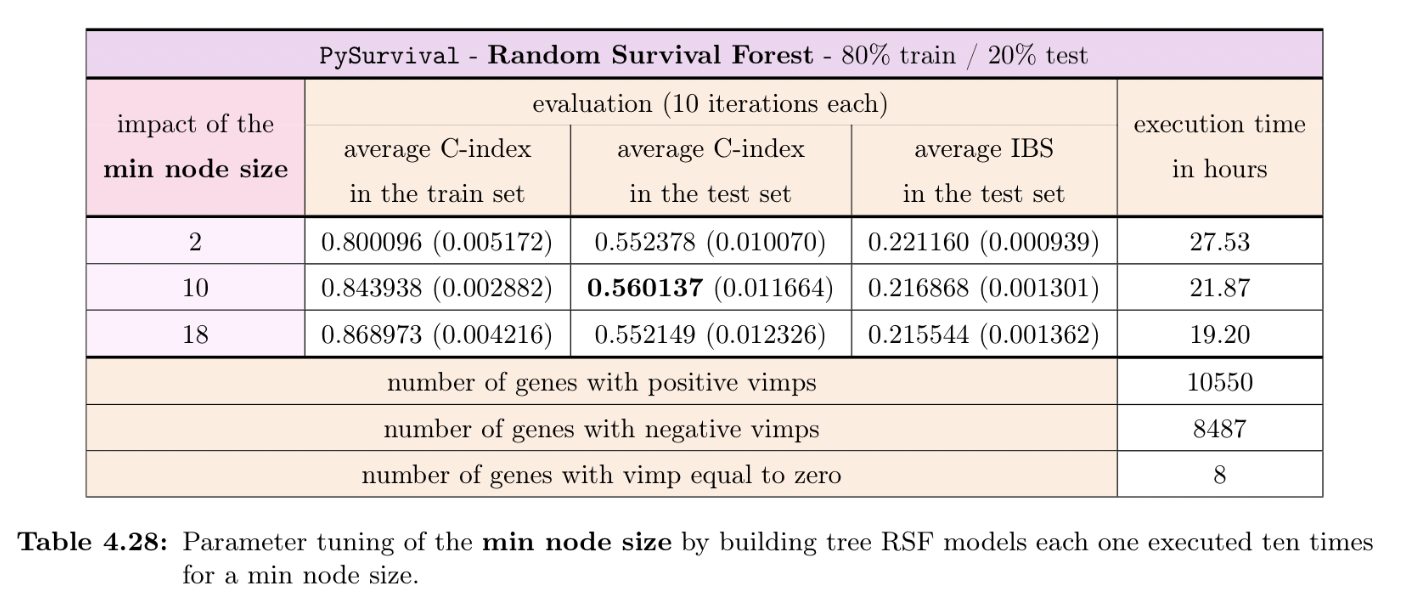 PySurvival - Random Survival Forest - 80% train / 20% test
impact of the
min node size
evaluation (10 iterations each)
average C-index
in the train set
average C-index
in the test set
average IBS
in the test set
execution time
in hours
2 0.800096 (0.005172) 0.552378 (0.010070) 0.221160 (0.000939) 27.53
10 0.843938 (0.002882) 0.560137 (0.011664) 0.216868 (0.001301) 21.87
18 0.868973 (0.004216) 0.552149 (0.012326) 0.215544 (0.001362) 19.20
number of genes with positive vimps 10550
number of genes with negative vimps 8487
number of genes with vimp equal to zero 8
Table 4.28: Parameter tuning of the min node size by building tree RSF models each one executed ten times
for a min node size.